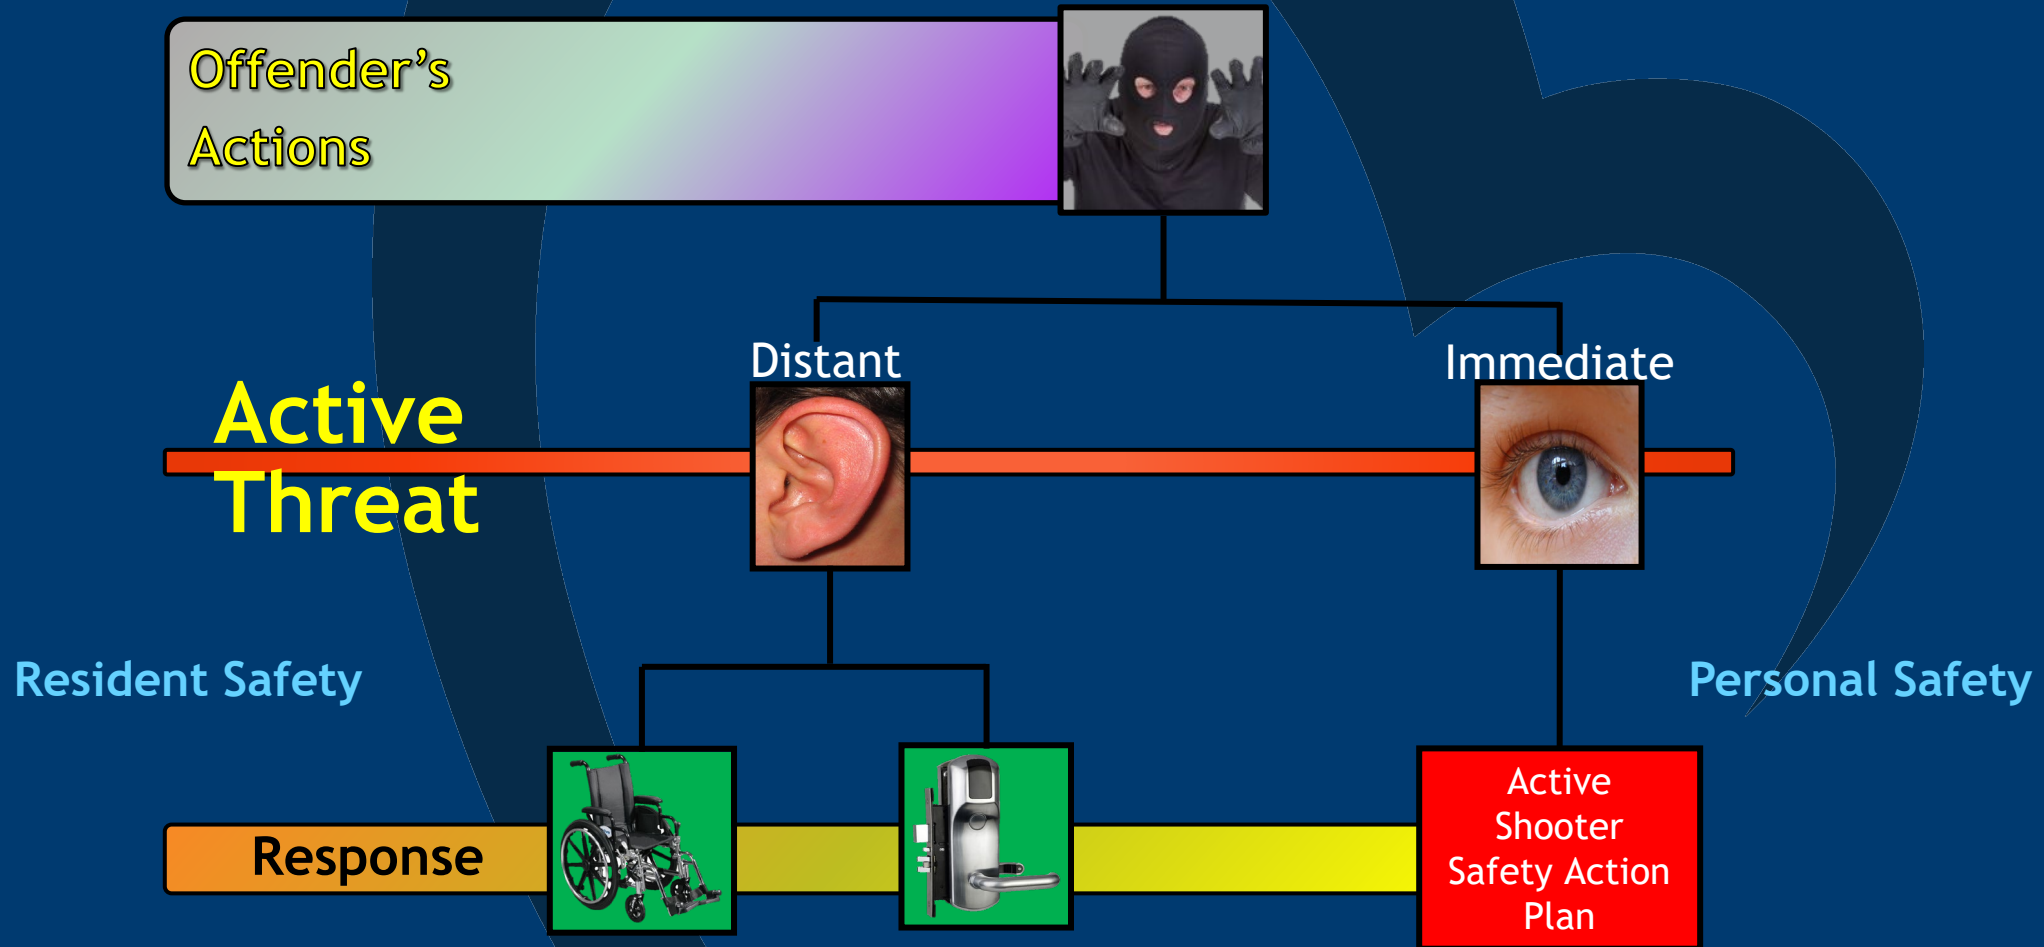 Offender’s
Actions
Distant
Immediate
Active
Threat
Resident Safety
Personal Safety
Response
Active
Shooter
Safety Action
Plan